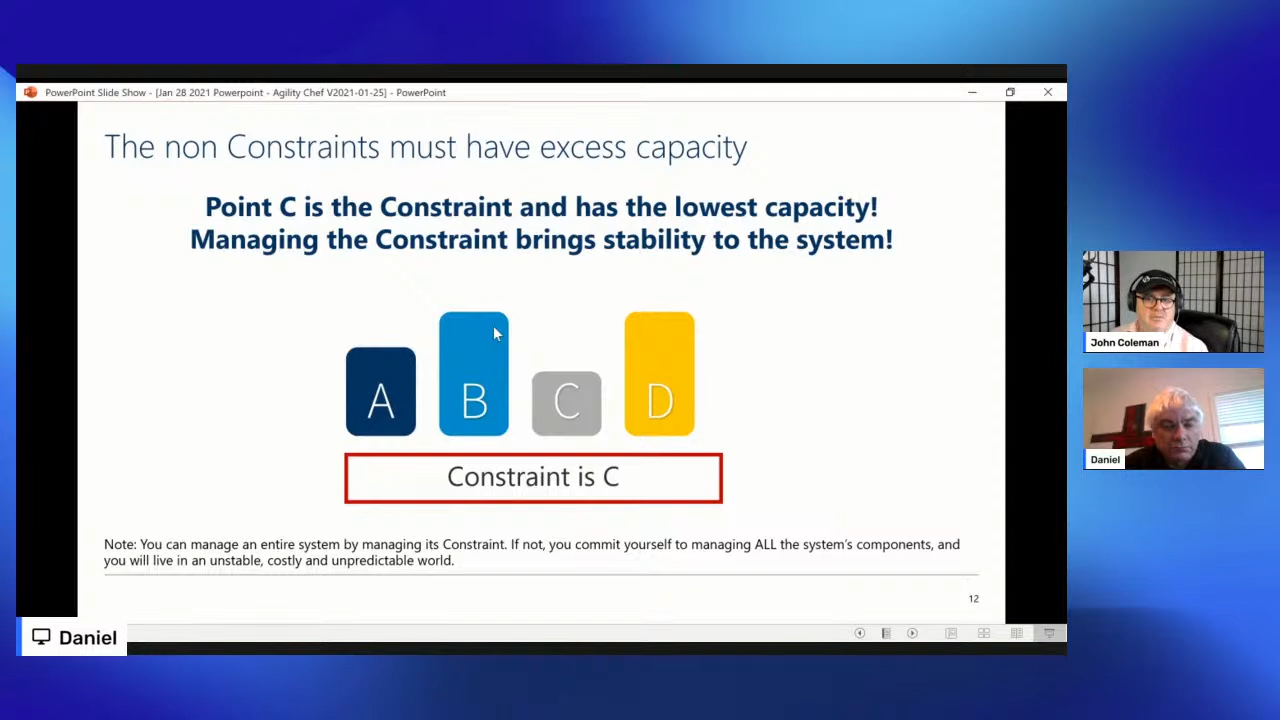 PowerPoint Slide Show - [Jan 28 2021 Powerpoint - Agility Chef V2021-01-25] - PowerPoint
The non Constraints must have excess capacity
Point C is the Constraint and has the lowest capacity!
Managing the Constraint brings stability to the system!
A B C D
Constraint is C
Note: You can manage an entire system by managing its Constraint. If not, you commit yourself to managing ALL the system's components, and
you will live in an unstable, costly and unpredictable world.
12
Daniel
John Coleman
Daniel